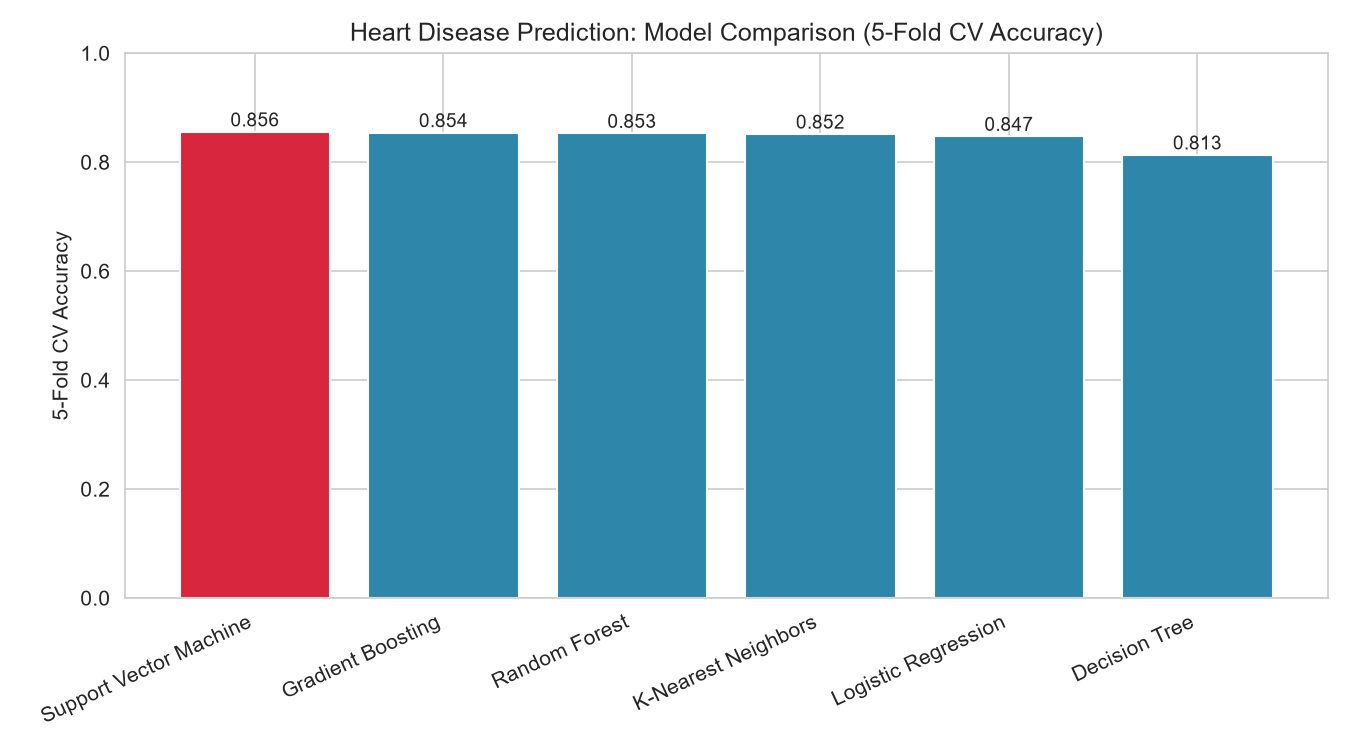 Heart Disease Prediction: Model Comparison (5-Fold CV Accuracy)
5-Fold CV Accuracy
1.0
0.8
0.6
0.4
0.2
0.0
0.856
0.854
0.853
0.852
0.847
0.813
Support Vector Machine
Gradient Boosting
Random Forest
K-Nearest Neighbors
Logistic Regression
Decision Tree